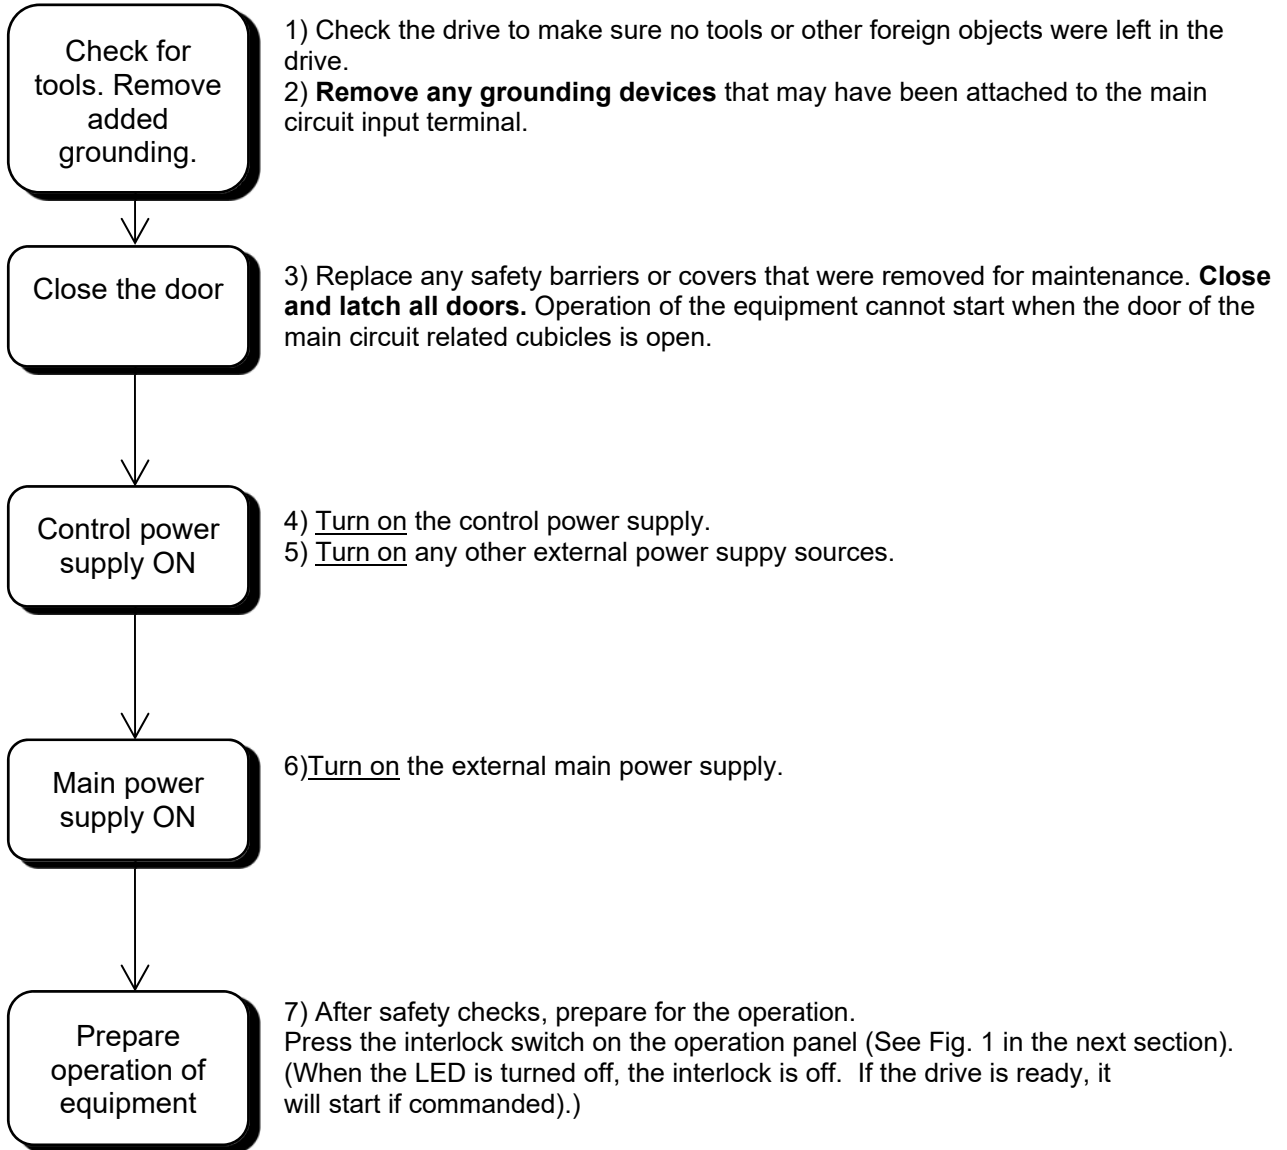 Check for
tools. Remove
added
grounding.
1) Check the drive to make sure no tools or other foreign objects were left in the
drive.
2) Remove any grounding devices that may have been attached to the main
circuit input terminal.
Close the door
3) Replace any safety barriers or covers that were removed for maintenance. Close
and latch all doors. Operation of the equipment cannot start when the door of the
main circuit related cubicles is open.
Control power
supply ON
4) Turn on the control power supply.
5) Turn on any other external power suppy sources.
Main power
supply ON
6)Turn on the external main power supply.
Prepare
operation of
equipment
7) After safety checks, prepare for the operation.
Press the interlock switch on the operation panel (See Fig. 1 in the next section).
(When the LED is turned off, the interlock is off.  If the drive is ready, it
will start if commanded).)